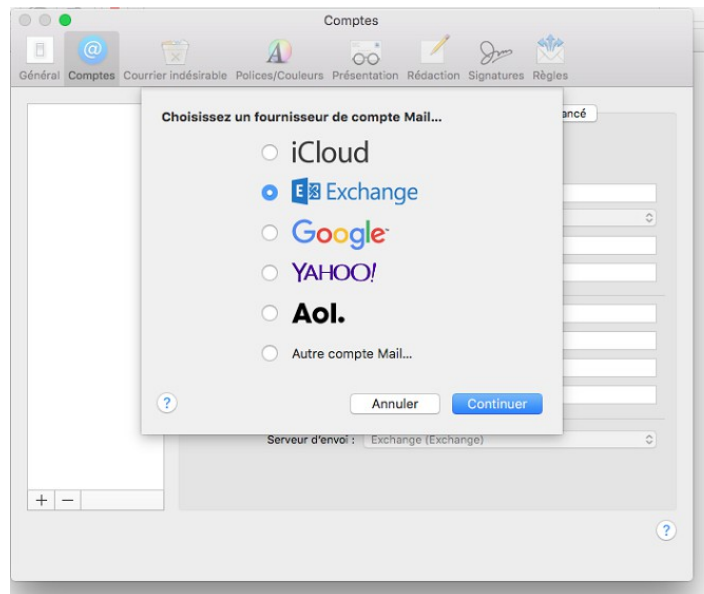 Comptes
Général Comptes Courrier indésirable Polices/Couleurs Présentation Rédaction Signatures Règles
Choisissez un fournisseur de compte Mail...
ancé
iCloud
Exchange
Google
YAHOO!
Aol.
Autre compte Mail...
? Annuler Continuer
Serveur d'envoi : Exchange (Exchange)
+ −
?